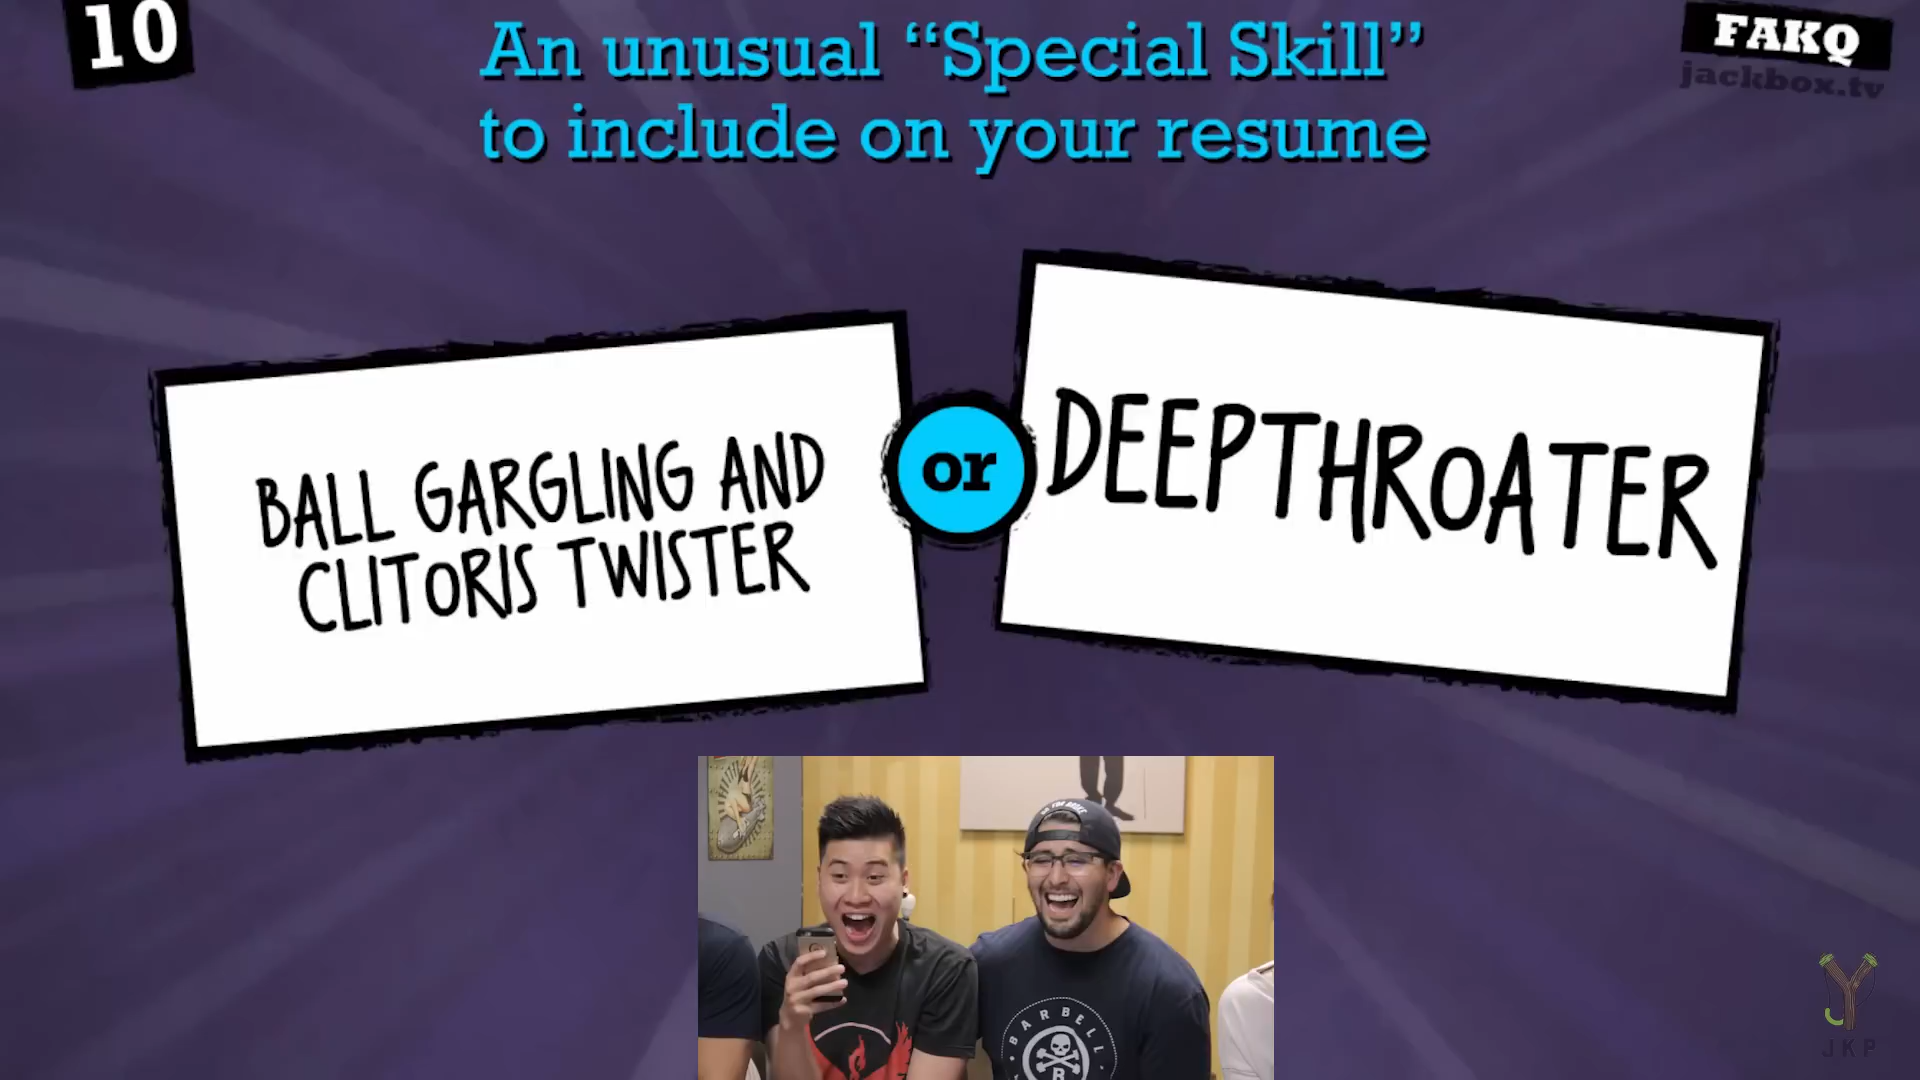 10
An unusual “Special Skill”
to include on your resume
FAKQ
jackbox.tv
BALL GARGLING AND
CLITORIS TWISTER
or
DEEPTHROATER
BARBELL
R
JKP